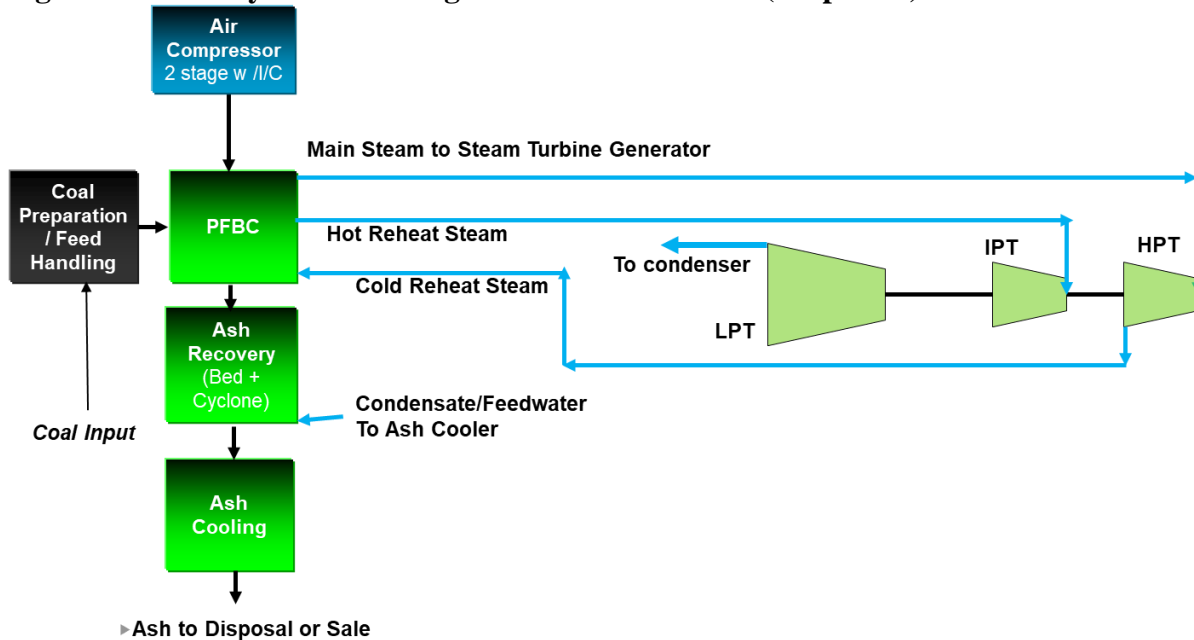 Air
Compressor
2 stage w /I/C
Main Steam to Steam Turbine Generator
Coal
Preparation
/ Feed
Handling
PFBC
Hot Reheat Steam
To condenser
IPT
HPT
Cold Reheat Steam
LPT
Ash
Recovery
(Bed +
Cyclone)
Condensate/Feedwater
To Ash Cooler
Coal Input
Ash
Cooling
Ash to Disposal or Sale